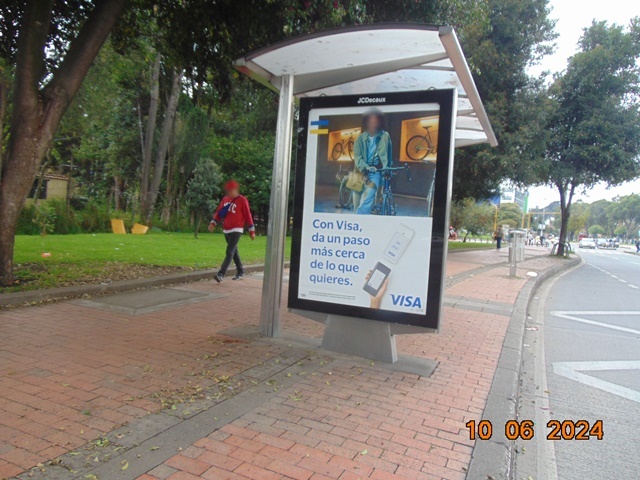 JCDecaux
Con Visa,
da un paso
más cerca
de lo que
quieres.
VISA
10 06 2024